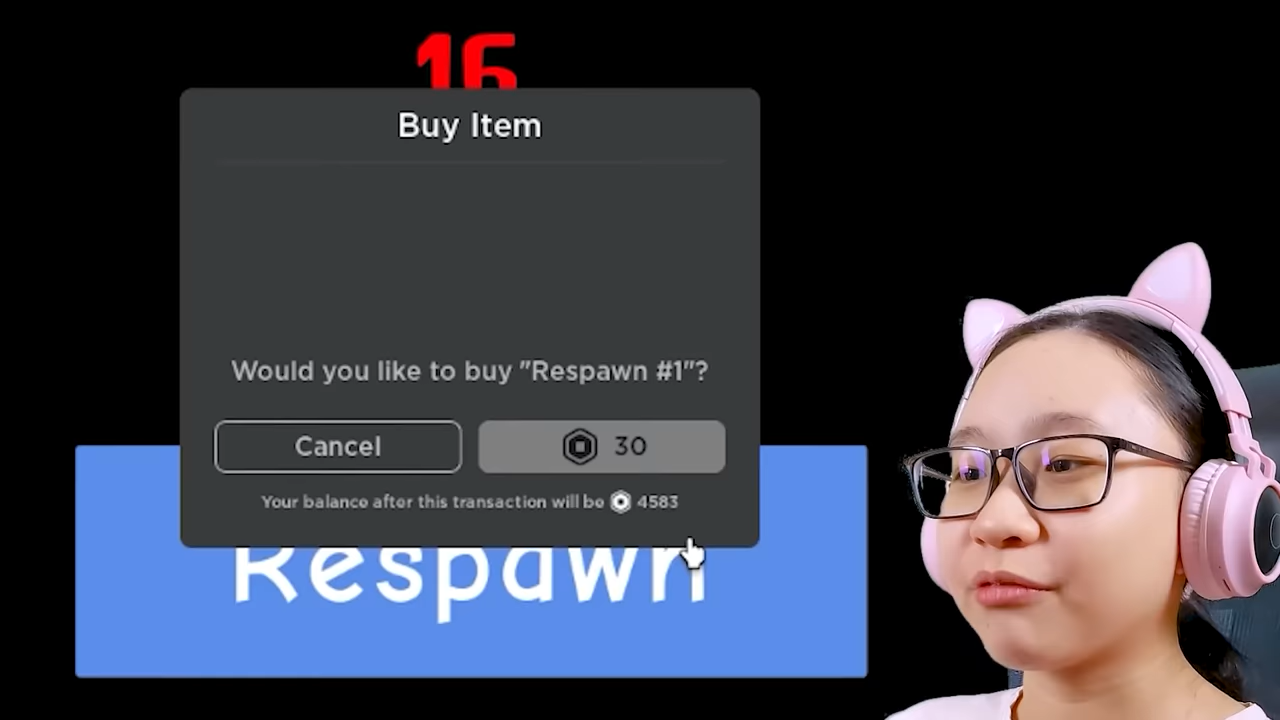 16
Buy Item
Would you like to buy "Respawn #1"?
Cancel
30
Your balance after this transaction will be 4583
Respawn